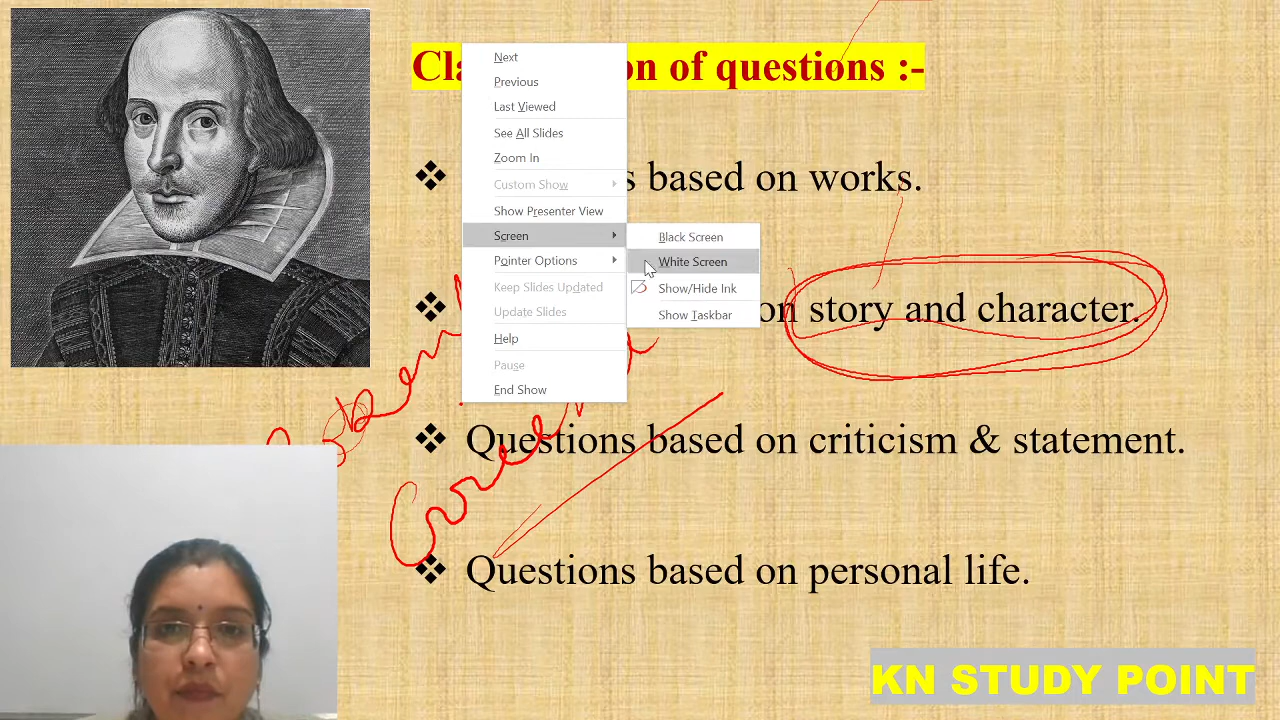 Cla on of questions :-
Next
Previous
Last Viewed
See All Slides
Zoom In
Custom Show
Show Presenter View
Screen
Pointer Options
Keep Slides Updated
Update Slides
Help
Pause
End Show
Black Screen
White Screen
Show/Hide Ink
Show Taskbar
❖ s based on works.
❖ on story and character.
❖ Questions based on criticism & statement.
❖ Questions based on personal life.
KN STUDY POINT